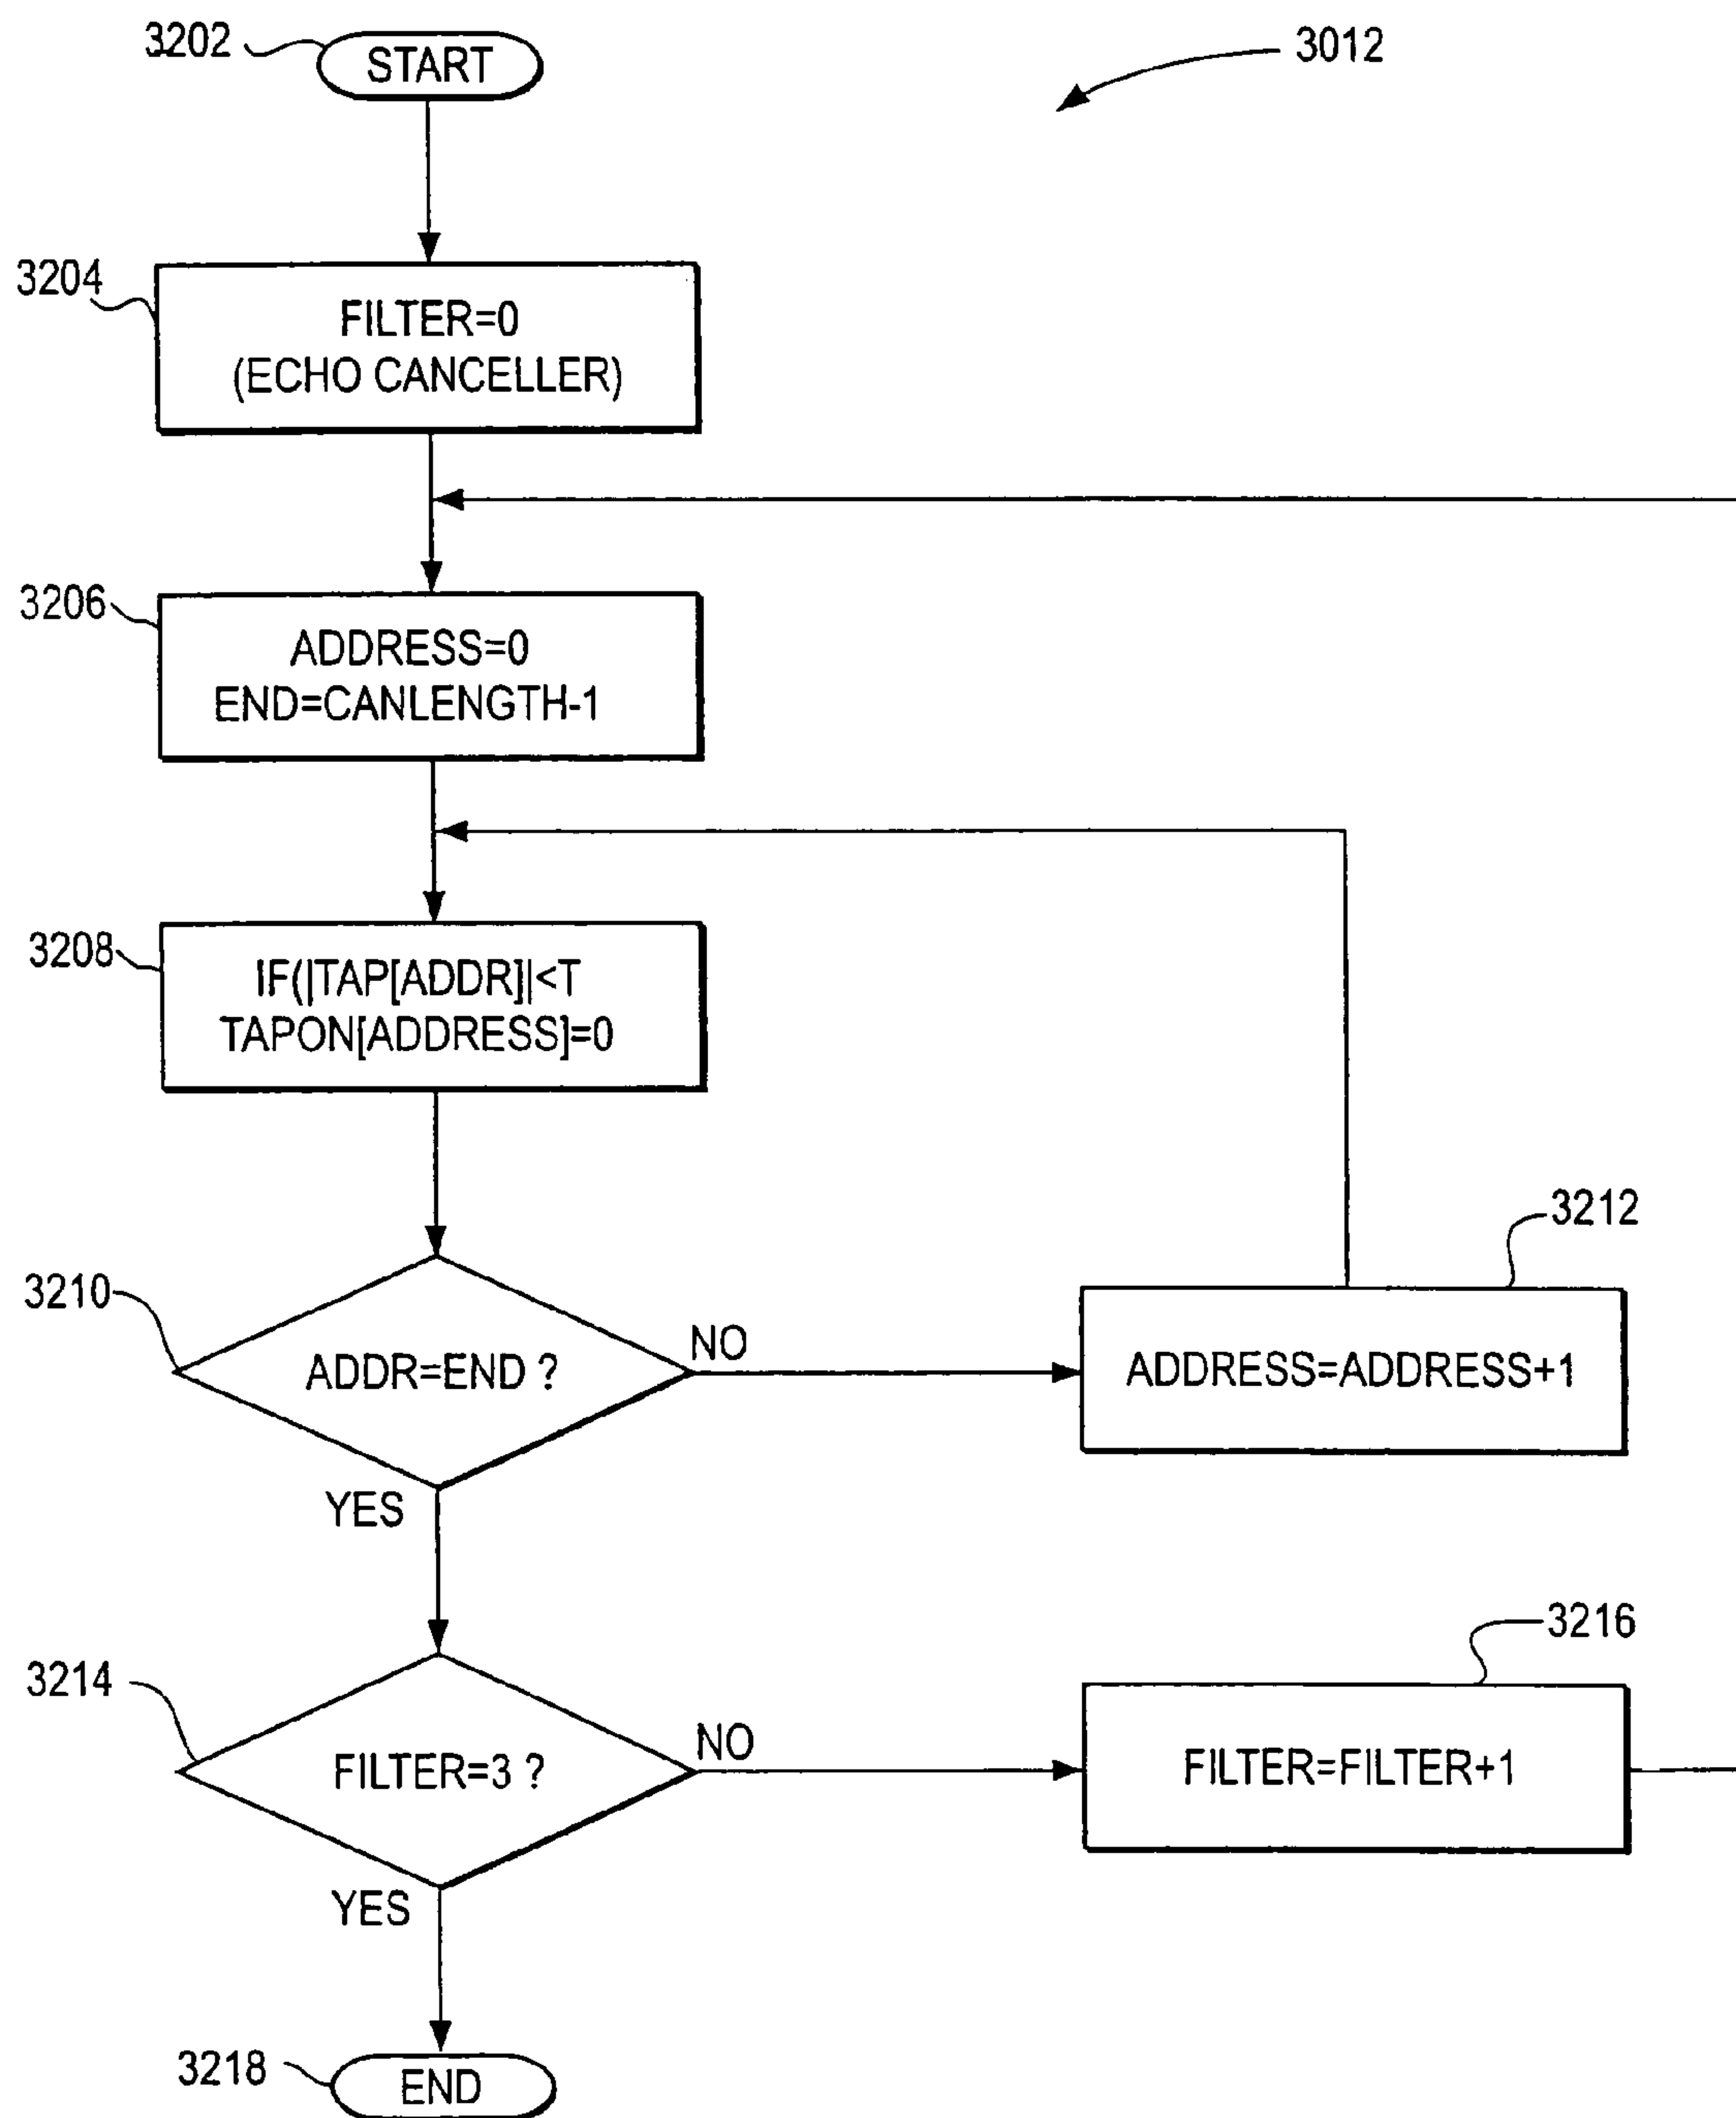 3202
START
3012
3204
FILTER=0
(ECHO CANCELLER)
3206
ADDRESS=0
END=CANLENGTH-1
3208
IF(|TAP[ADDR]|<T
TAPON[ADDRESS]=0
3212
3210
ADDR=END ?
NO
ADDRESS=ADDRESS+1
YES
3216
3214
FILTER=3 ?
NO
FILTER=FILTER+1
YES
3218
END